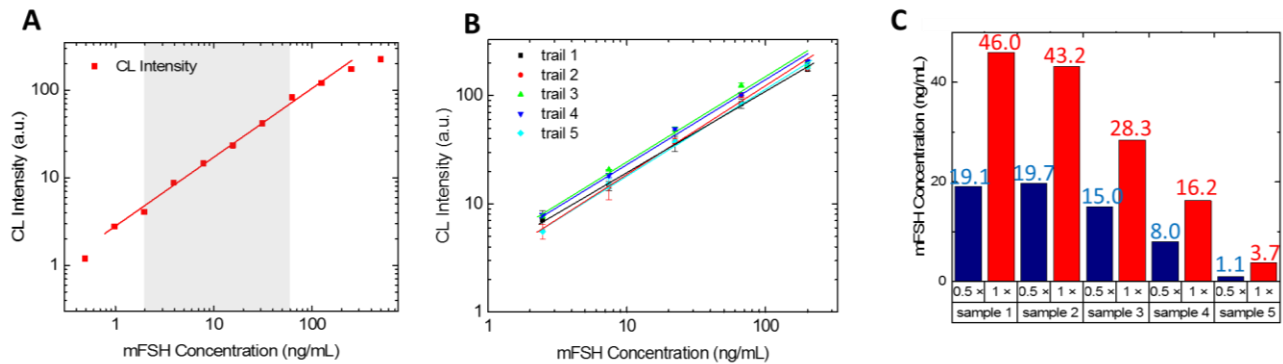 A
CL Intensity (a.u.)
100
10
1
CL Intensity
1 10 100
mFSH Concentration (ng/mL)
B
CL Intensity (a.u.)
100
10
1
trail 1
trail 2
trail 3
trail 4
trail 5
1 10 100
mFSH Concentration (ng/mL)
C
mFSH Concentration (ng/mL)
40
20
0
46.0
43.2
28.3
19.1
19.7
15.0
16.2
8.0
1.1
3.7
0.5 × 1 × 0.5 × 1 × 0.5 × 1 × 0.5 × 1 × 0.5 × 1 ×
sample 1 sample 2 sample 3 sample 4 sample 5